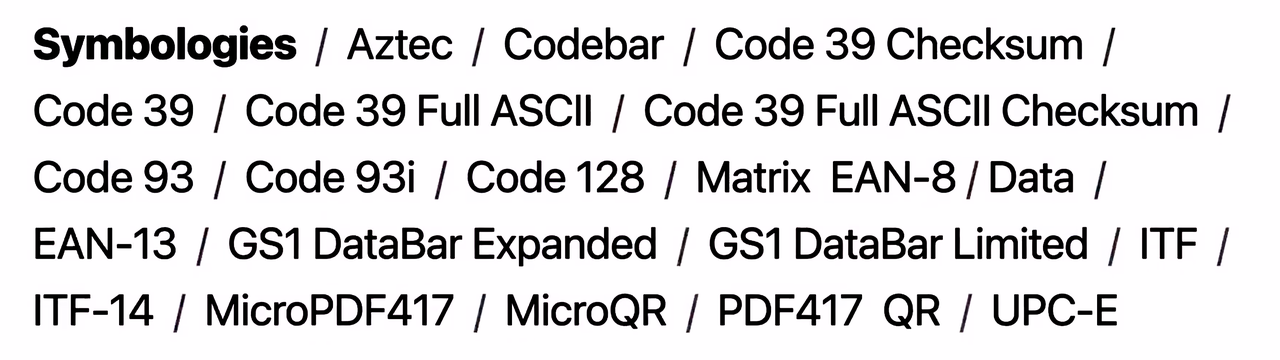 Symbologies / Aztec / Codebar / Code 39 Checksum /
Code 39 / Code 39 Full ASCII / Code 39 Full ASCII Checksum /
Code 93 / Code 93i / Code 128 / Matrix EAN-8 / Data /
EAN-13 / GS1 DataBar Expanded / GS1 DataBar Limited / ITF /
ITF-14 / MicroPDF417 / MicroQR / PDF417 QR / UPC-E